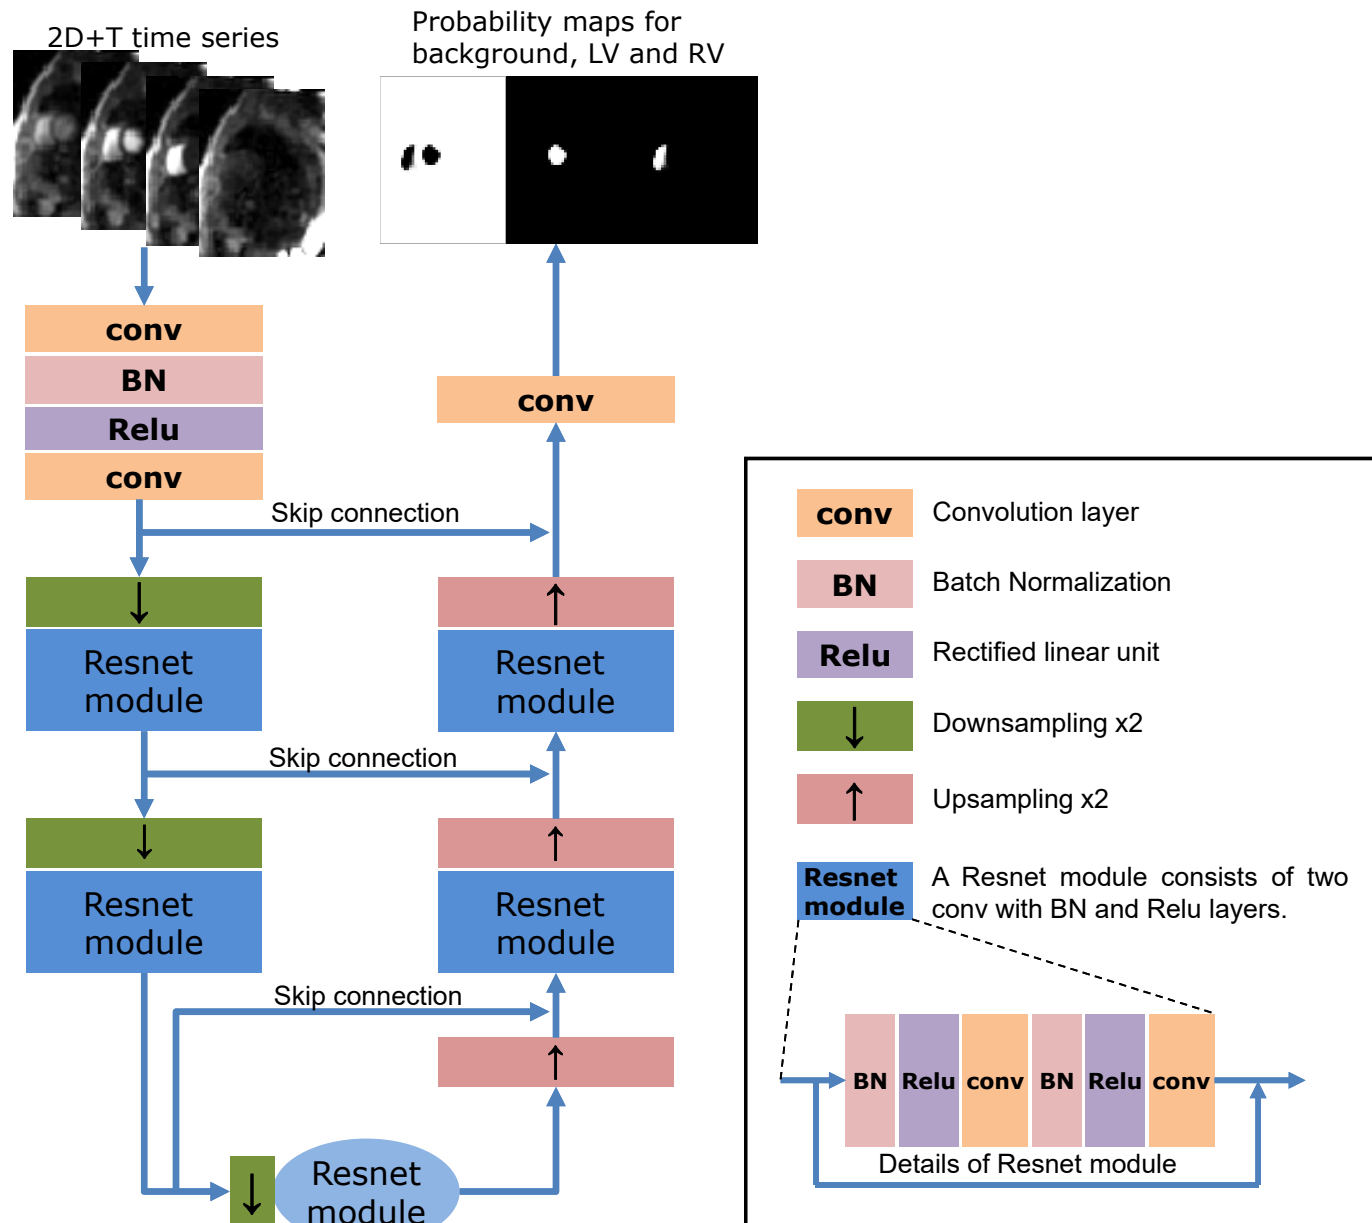 2D+T time series
Probability maps for
background, LV and RV
conv
BN
Relu
conv
Skip connection
↓
Resnet
module
Skip connection
↓
Resnet
module
Skip connection
↓
Resnet
module
conv
↑
Resnet
module
↑
Resnet
module
↑
conv Convolution layer
BN Batch Normalization
Relu Rectified linear unit
↓ Downsampling x2
↑ Upsampling x2
Resnet
module
A Resnet module consists of two
conv with BN and Relu layers.
BN Relu conv BN Relu conv
Details of Resnet module